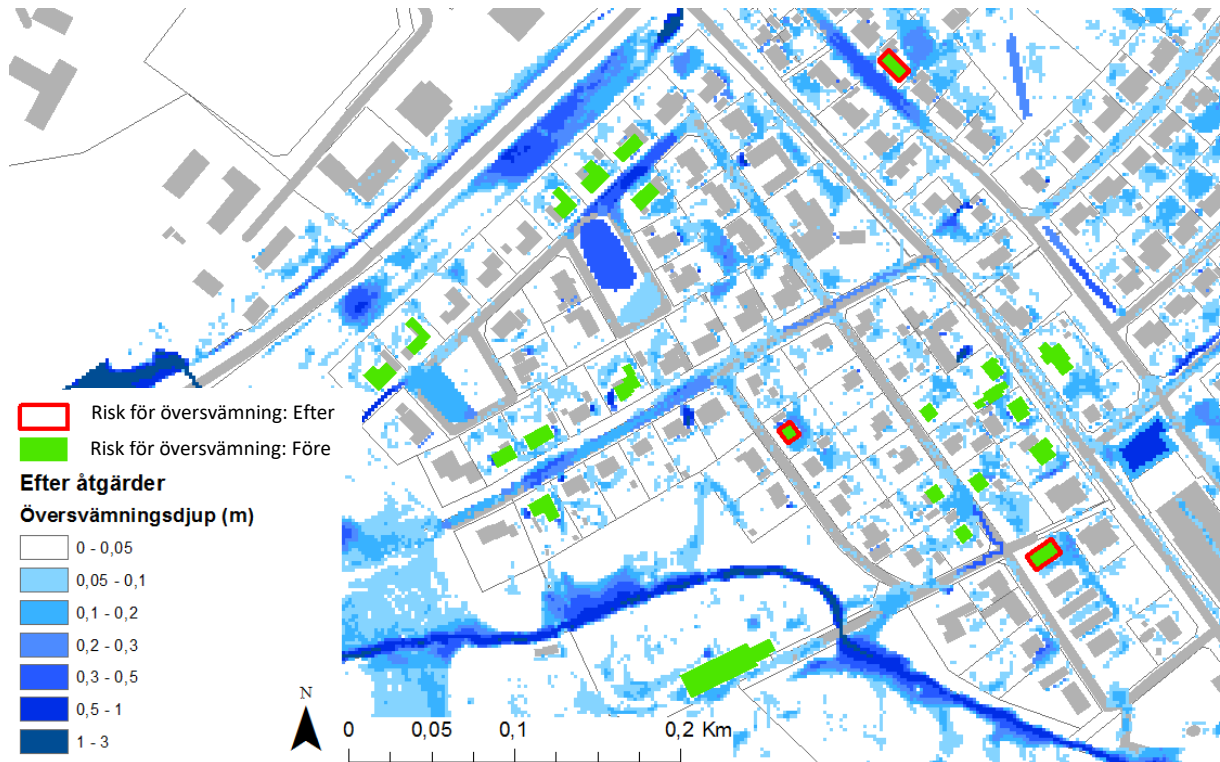 Risk för översvämning: Efter
Risk för översvämning: Före
Efter åtgärder
Översvämningsdjup (m)
0 - 0,05
0,05 - 0,1
0,1 - 0,2
0,2 - 0,3
0,3 - 0,5
0,5 - 1
1 - 3
N
0 0,05 0,1 0,2 Km